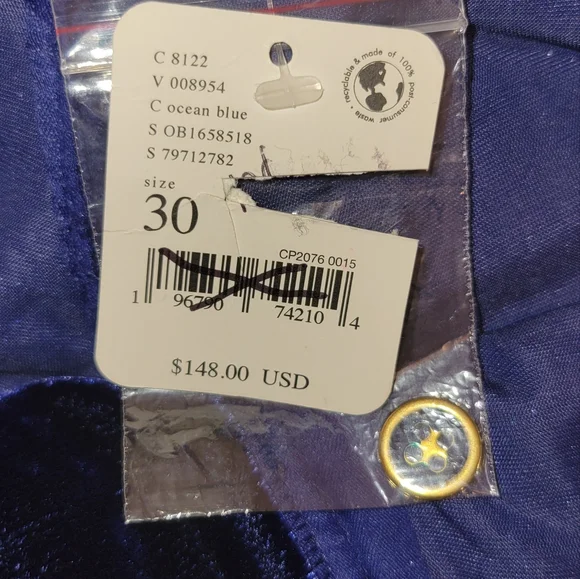 C 8122
V 008954
C ocean blue
S OB1658518
S 79712782
size
30
recyclable & made of 100% post-consumer waste
CP2076 0015
1 96790 74210 4
$148.00 USD